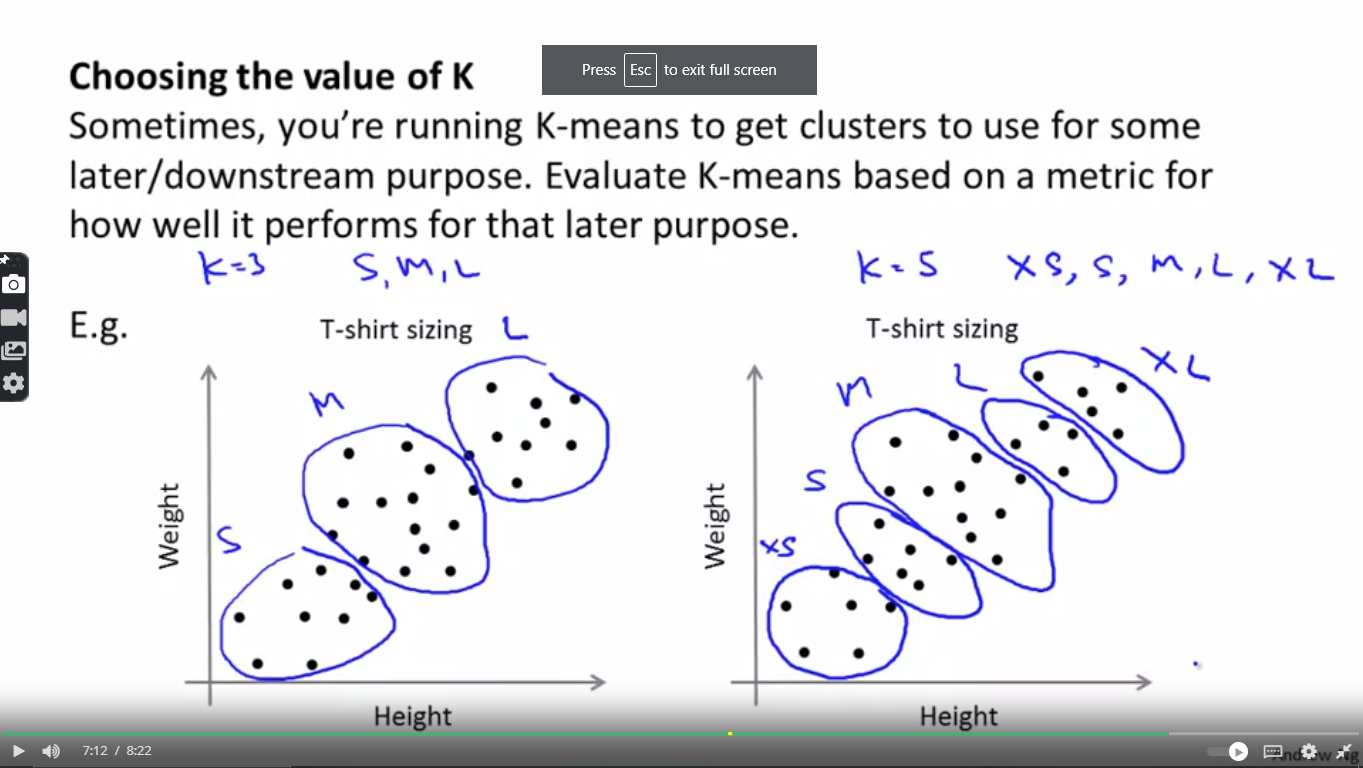 Press Esc to exit full screen
Choosing the value of K
Sometimes, you're running K-means to get clusters to use for some
later/downstream purpose. Evaluate K-means based on a metric for
how well it performs for that later purpose.
K=3 S, M, L
K=5 XS, S, M, L, XL
E.g.
T-shirt sizing
L
M
S
Weight
Height
T-shirt sizing
XL
L
M
S
XS
Weight
Height
7:12 / 8:22
Andrew Ng